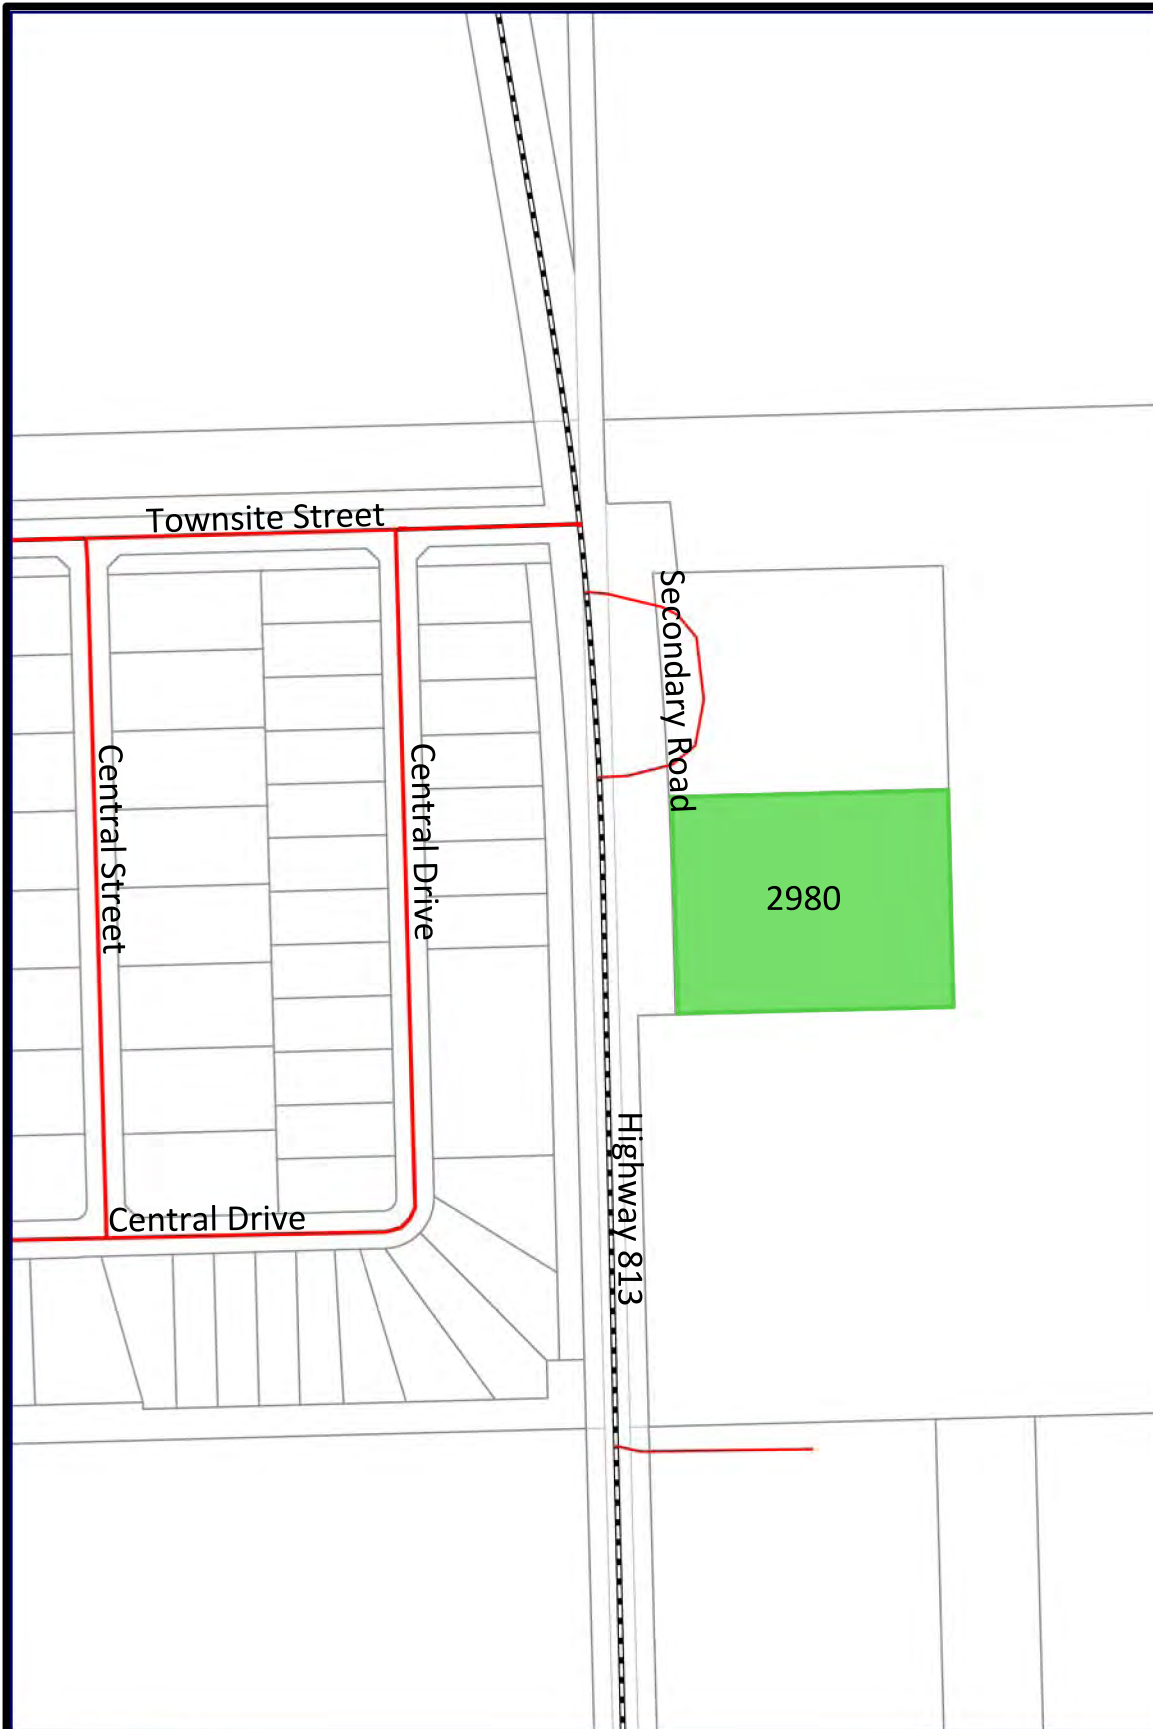 Townsite Street
Secondary Road
Central Street
Central Drive
2980
Highway 813
Central Drive